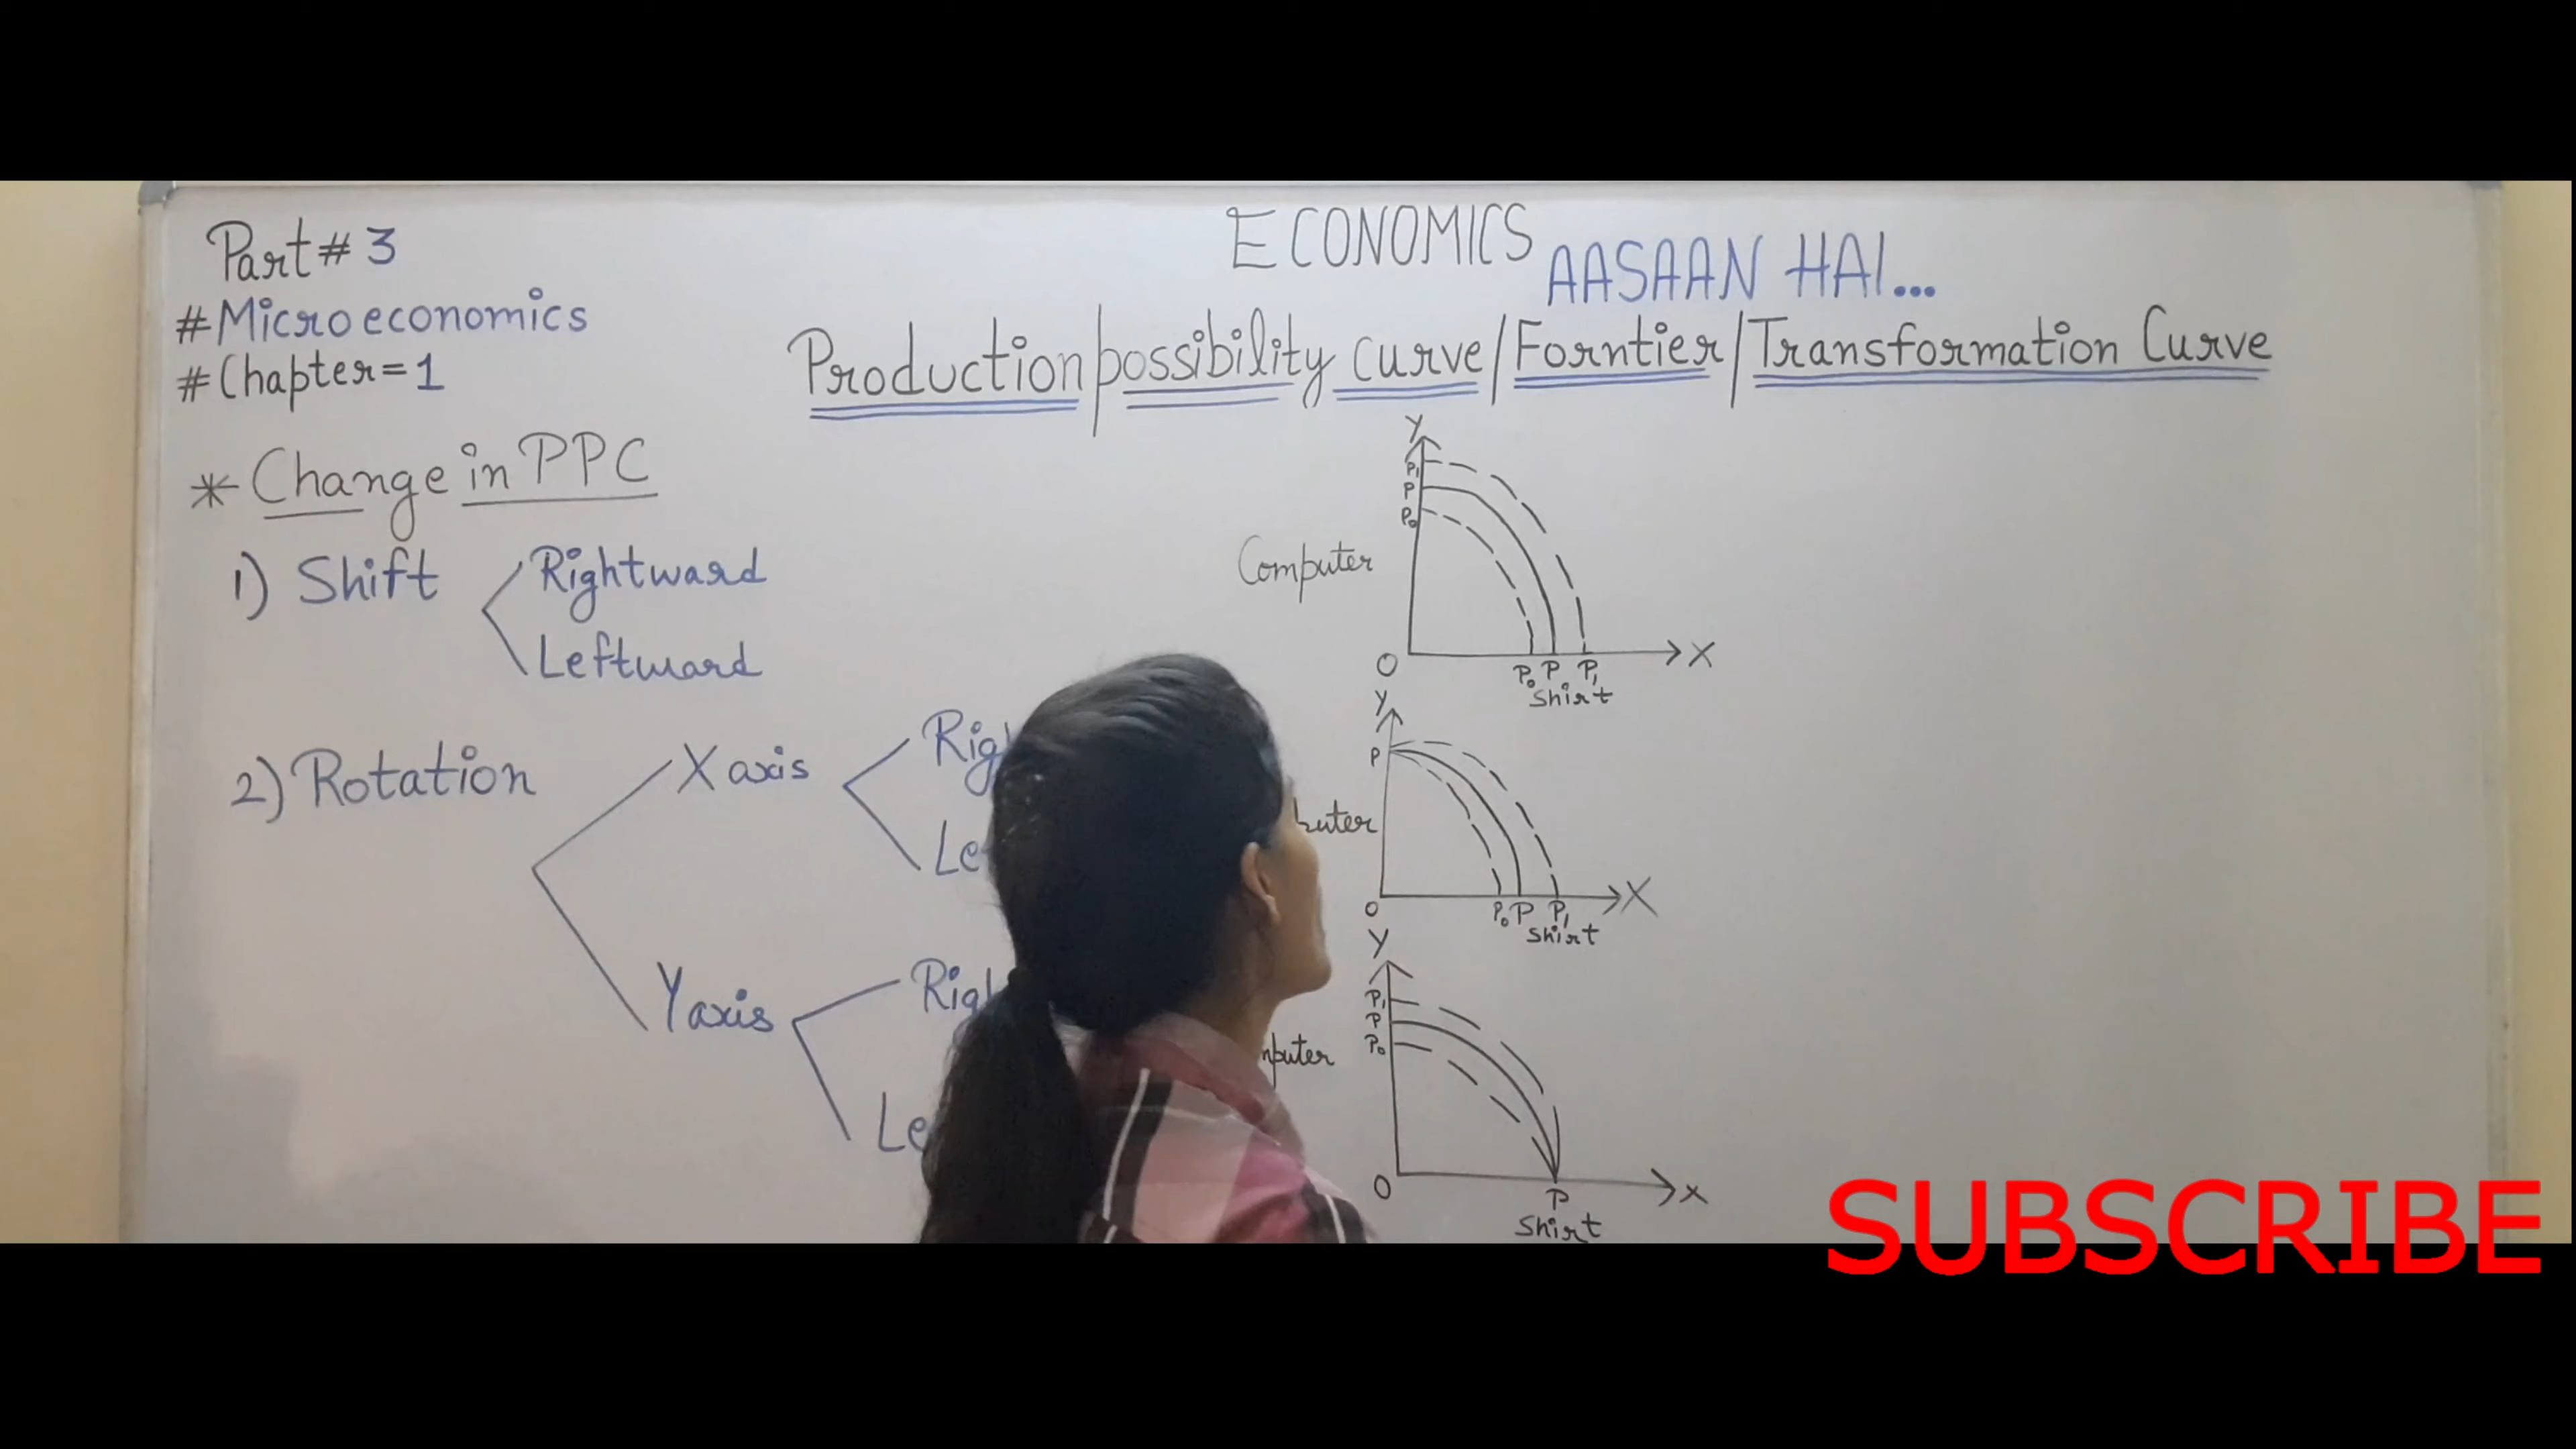 Part # 3
# Microeconomics
# Chapter = 1
ECONOMICS
AASAAN HAI...
Production possibility curve/Forntier/Transformation Curve
* Change in PPC
1) Shift
Rightward
Leftward
2) Rotation
X axis
Y axis
Y
P₁
P
P₀
Computer
O
P₀ P P₁
X
Shirt
Y
P
O
P₀ P P₁
X
Shirt
Y
P₁
P
P₀
O
P
X
Shirt
SUBSCRIBE